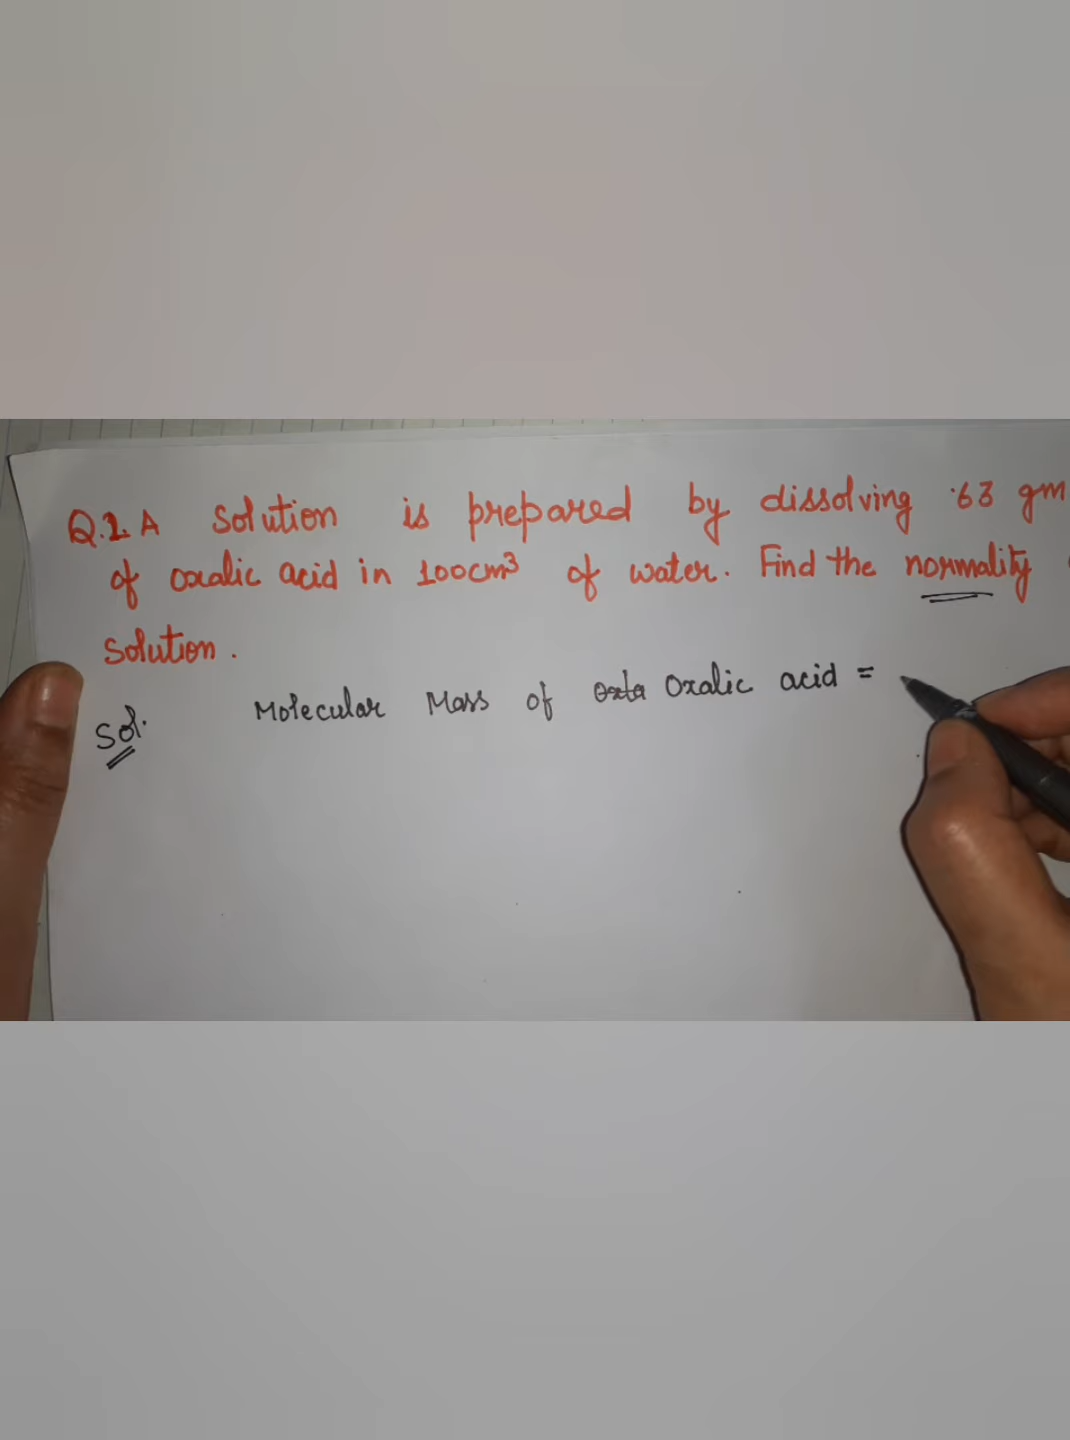 Q.1. A solution is prepared by dissolving .63 gm
of oxalic acid in 100cm³ of water. Find the normality
solution.
Sol. Molecular Mass of Oxalic acid =